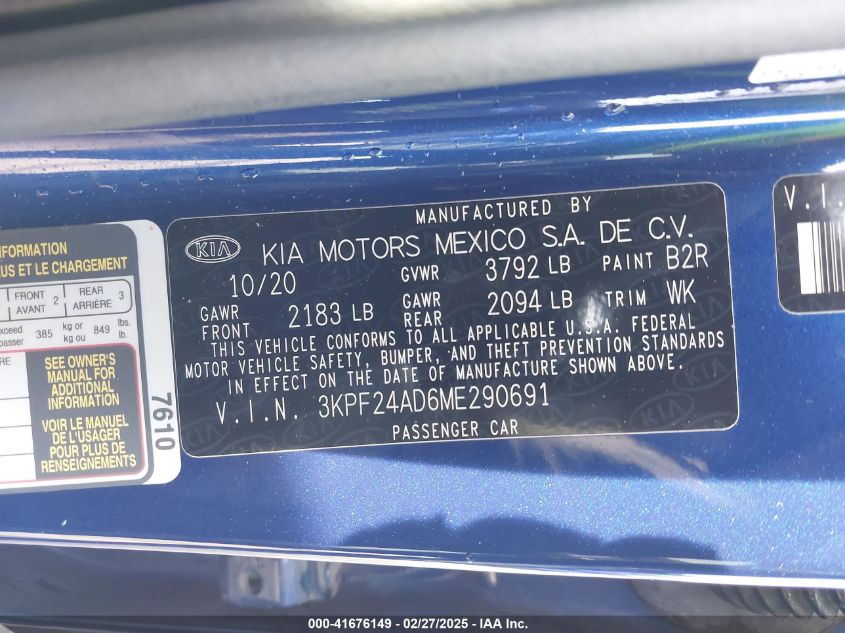 MANUFACTURED BY
KIA KIA MOTORS MEXICO S.A. DE C.V.
10/20 GVWR 3792 LB PAINT B2R
GAWR FRONT 2183 LB GAWR REAR 2094 LB TRIM WK
THIS VEHICLE CONFORMS TO ALL APPLICABLE U.S.A. FEDERAL
MOTOR VEHICLE SAFETY, BUMPER, AND THEFT PREVENTION STANDARDS
IN EFFECT ON THE DATE OF MANUFACTURE SHOWN ABOVE.
V.I.N. 3KPF24AD6ME290691
PASSENGER CAR
INFORMATION
US ET LE CHARGEMENT
FRONT AVANT 2 REAR ARRIÈRE 3
exceed 385 kg or 849 lbs.
passer kg ou lb.
SEE OWNER'S
MANUAL FOR
ADDITIONAL
INFORMATION
VOIR LE MANUEL
DE L'USAGER
POUR PLUS DE
RENSEIGNEMENTS
7610
V.I.
000-41676149 - 02/27/2025 - IAA Inc.